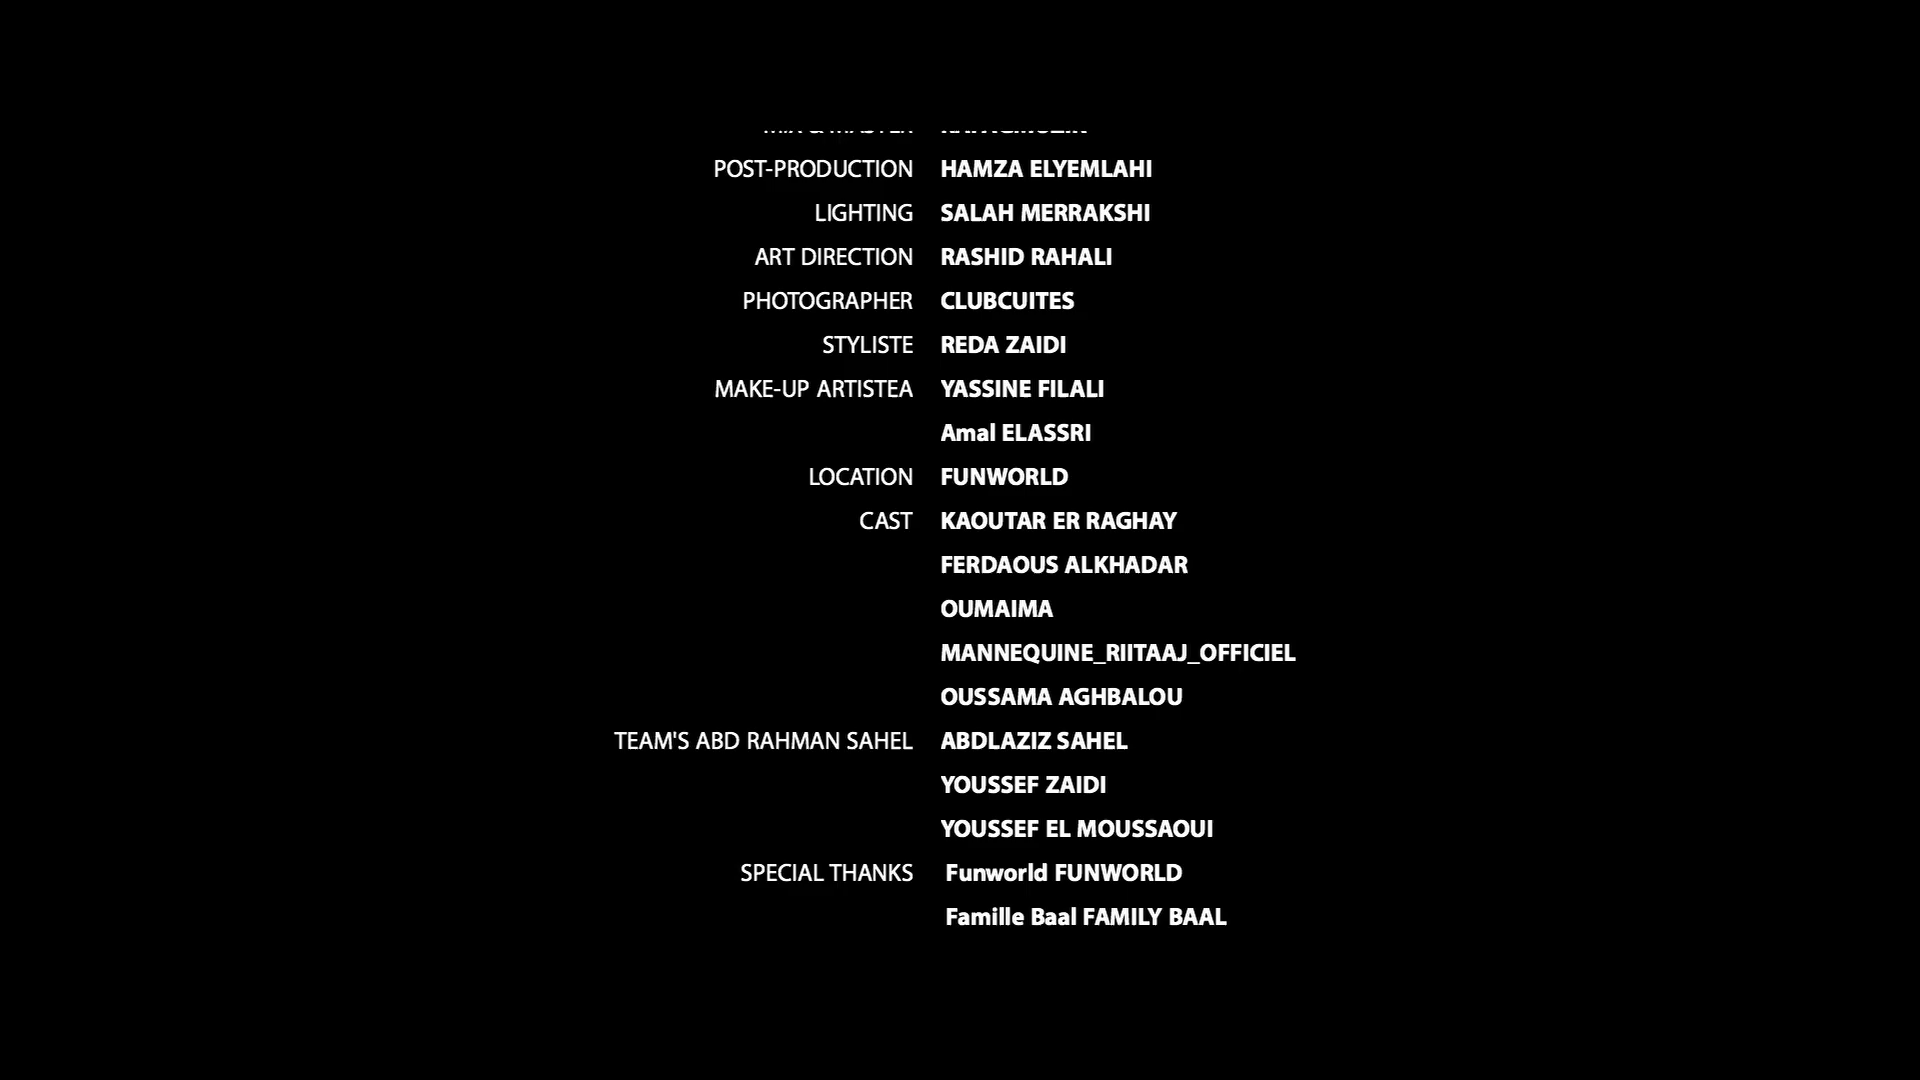 POST-PRODUCTION HAMZA ELYEMLAHI
LIGHTING SALAH MERRAKSHI
ART DIRECTION RASHID RAHALI
PHOTOGRAPHER CLUBCUITES
STYLISTE REDA ZAIDI
MAKE-UP ARTISTEA YASSINE FILALI
Amal ELASSRI
LOCATION FUNWORLD
CAST KAOUTAR ER RAGHAY
FERDAOUS ALKHADAR
OUMAIMA
MANNEQUINE_RIITAAJ_OFFICIEL
OUSSAMA AGHBALOU
TEAM'S ABD RAHMAN SAHEL ABDLAZIZ SAHEL
YOUSSEF ZAIDI
YOUSSEF EL MOUSSAOUI
SPECIAL THANKS Funworld FUNWORLD
Famille Baal FAMILY BAAL